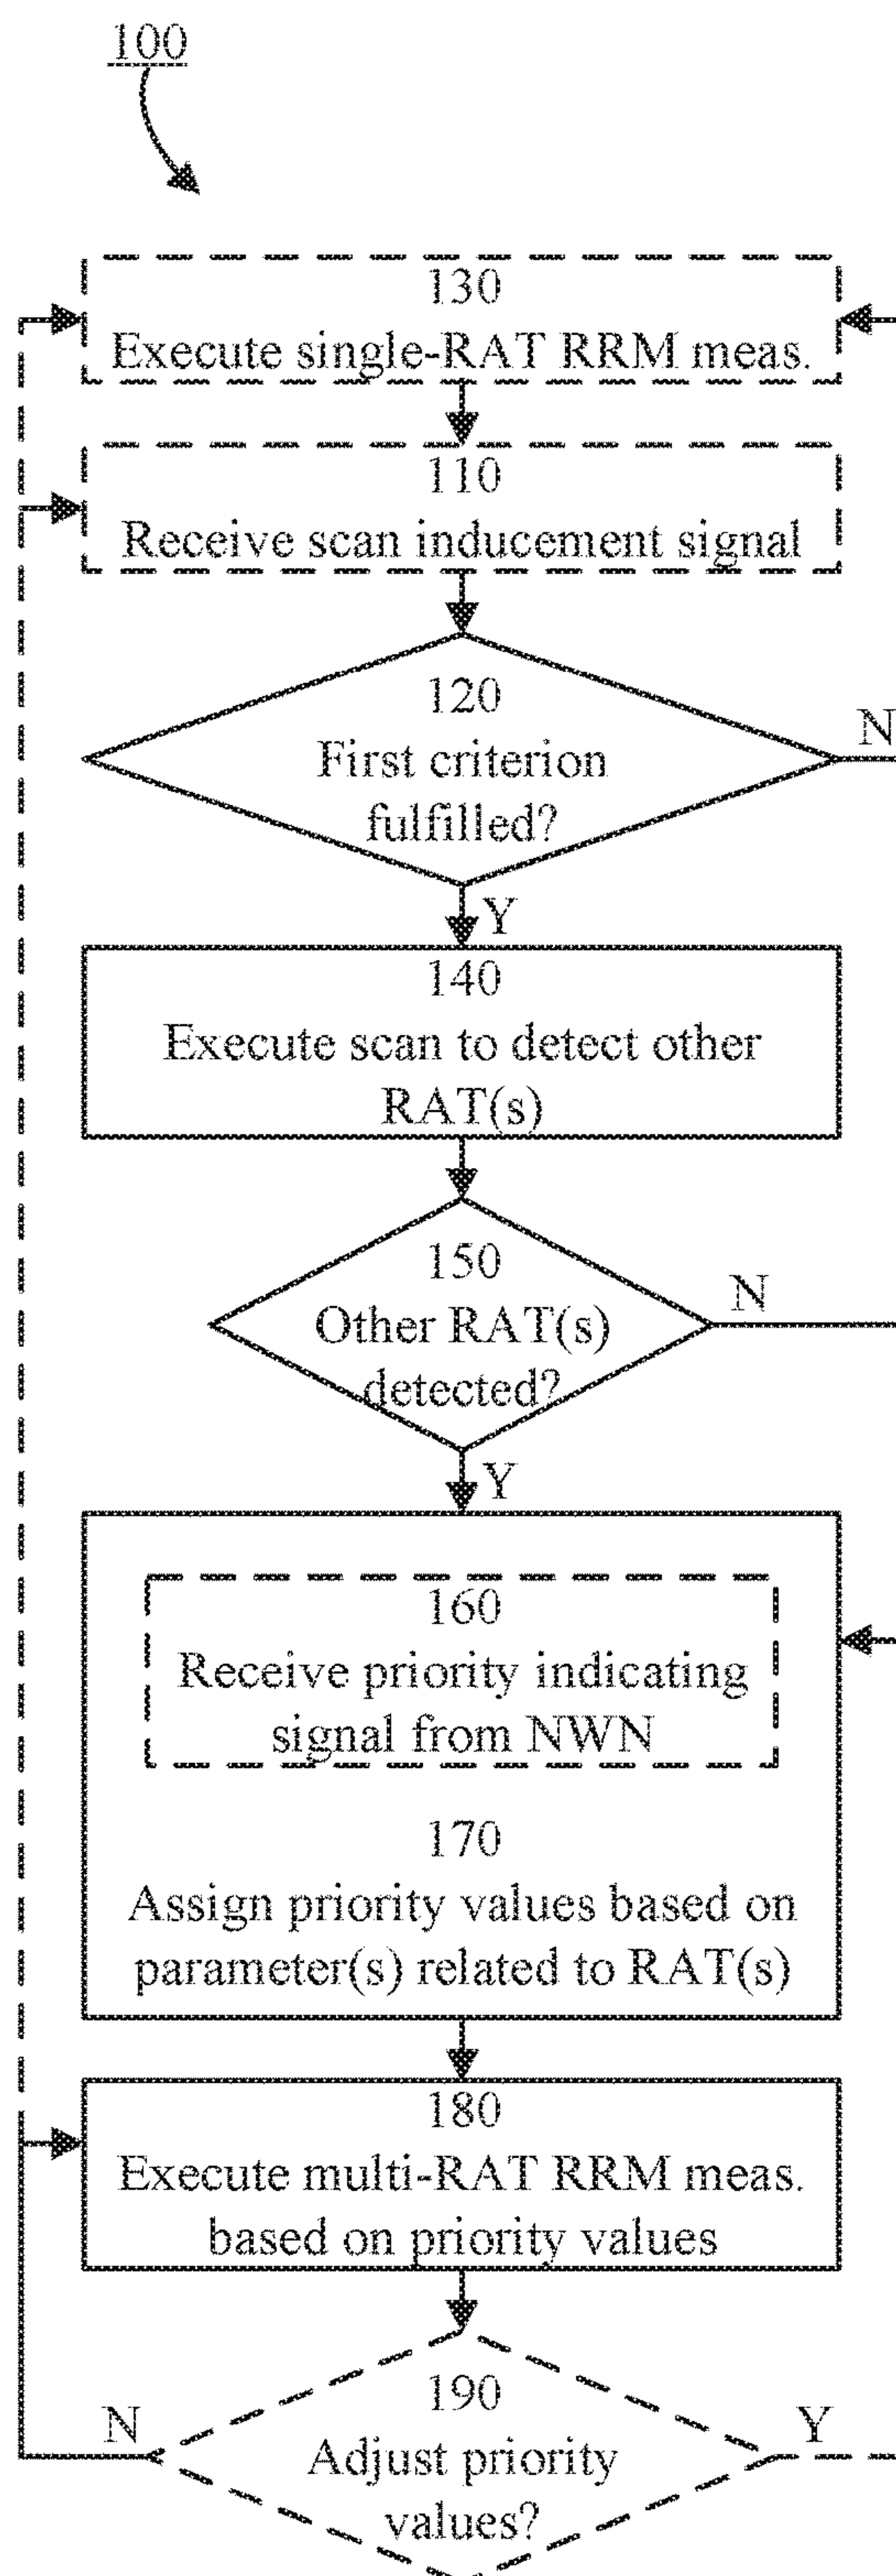 100
130
Execute single-RAT RRM meas.
110
Receive scan inducement signal
120
First criterion
fulfilled?
N
Y
140
Execute scan to detect other
RAT(s)
150
Other RAT(s)
detected?
N
Y
160
Receive priority indicating
signal from NWN
170
Assign priority values based on
parameter(s) related to RAT(s)
180
Execute multi-RAT RRM meas.
based on priority values
190
Adjust priority
values?
N
Y